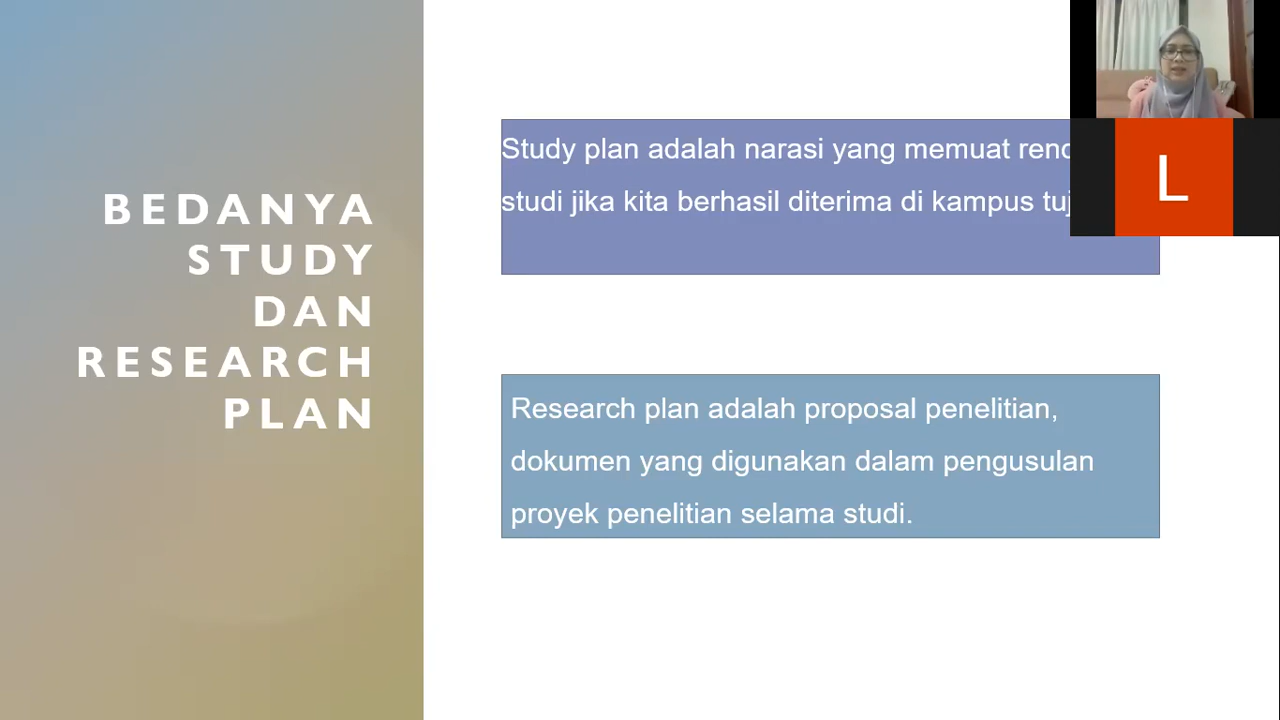 BEDANYA
STUDY
DAN
RESEARCH
PLAN
Study plan adalah narasi yang memuat
studi jika kita berhasil diterima di kampus
Research plan adalah proposal penelitian,
dokumen yang digunakan dalam pengusulan
proyek penelitian selama studi.
L